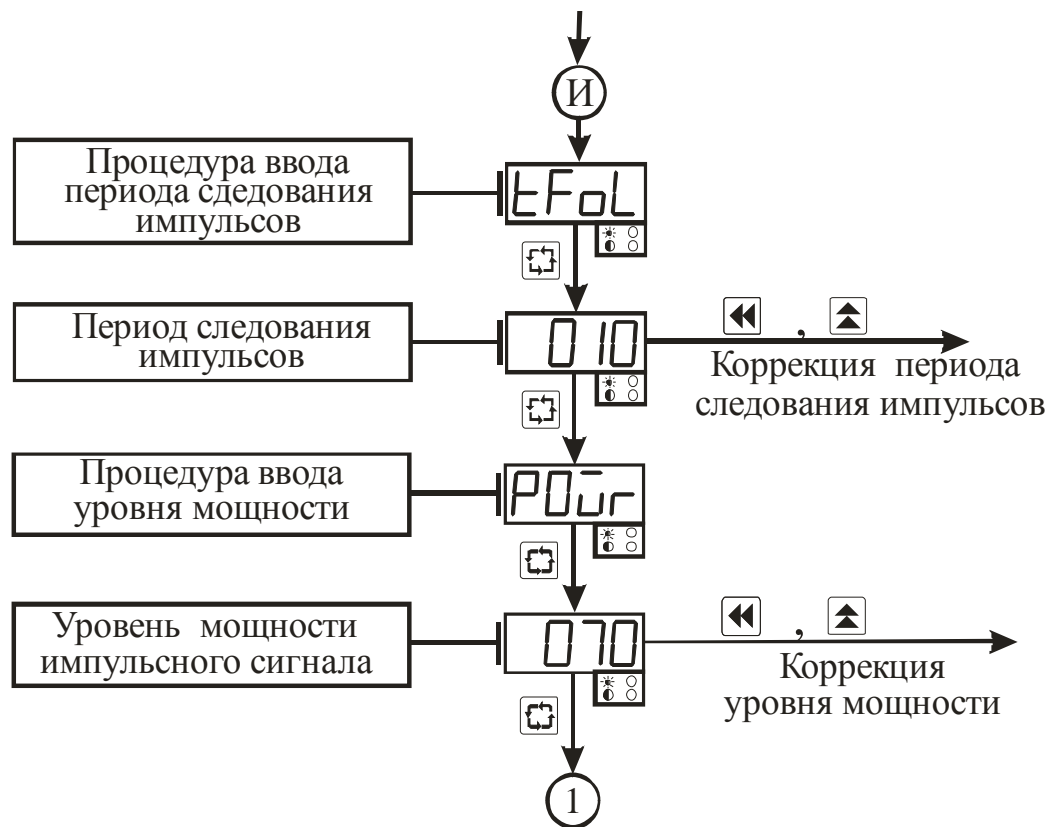 И
Процедура ввода
периода сдедования
импульсов
tFoL
Период следования
импульсов
010
,
Коррекция периода
следования импульсов
Процедура ввода
уровня мощности
POūr
Уровень мощности
импульсного сигнала
070
,
Коррекция
уровня мощности
1